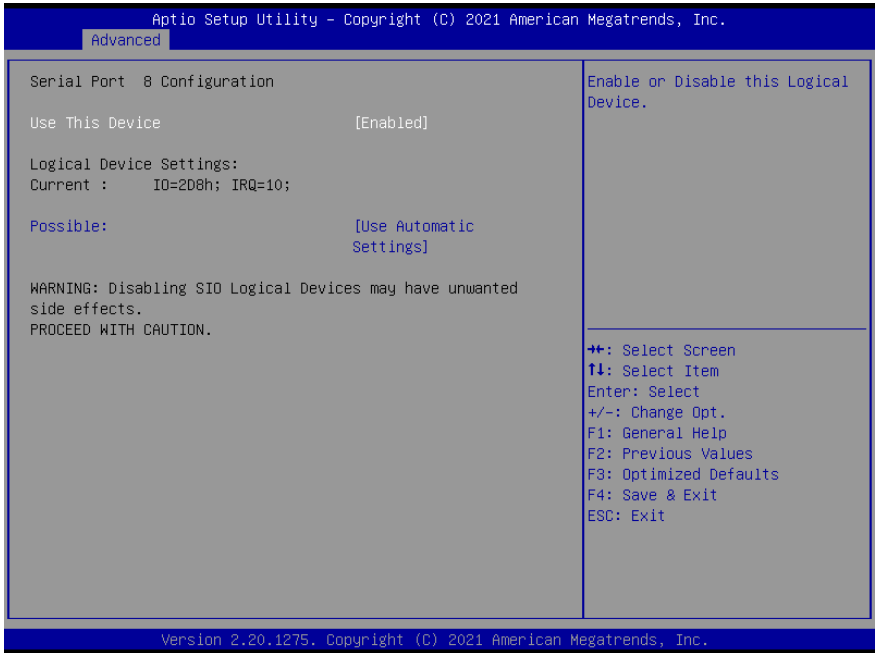 Aptio Setup Utility – Copyright (C) 2021 American Megatrends, Inc.
Advanced
Serial Port  8 Configuration
Use This Device [Enabled]
Logical Device Settings:
Current : IO=2D8h; IRQ=10;
Possible: [Use Automatic
Settings]
WARNING: Disabling SIO Logical Devices may have unwanted
side effects.
PROCEED WITH CAUTION.
Enable or Disable this Logical
Device.
→←: Select Screen
↑↓: Select Item
Enter: Select
+/-: Change Opt.
F1: General Help
F2: Previous Values
F3: Optimized Defaults
F4: Save & Exit
ESC: Exit
Version 2.20.1275. Copyright (C) 2021 American Megatrends, Inc.